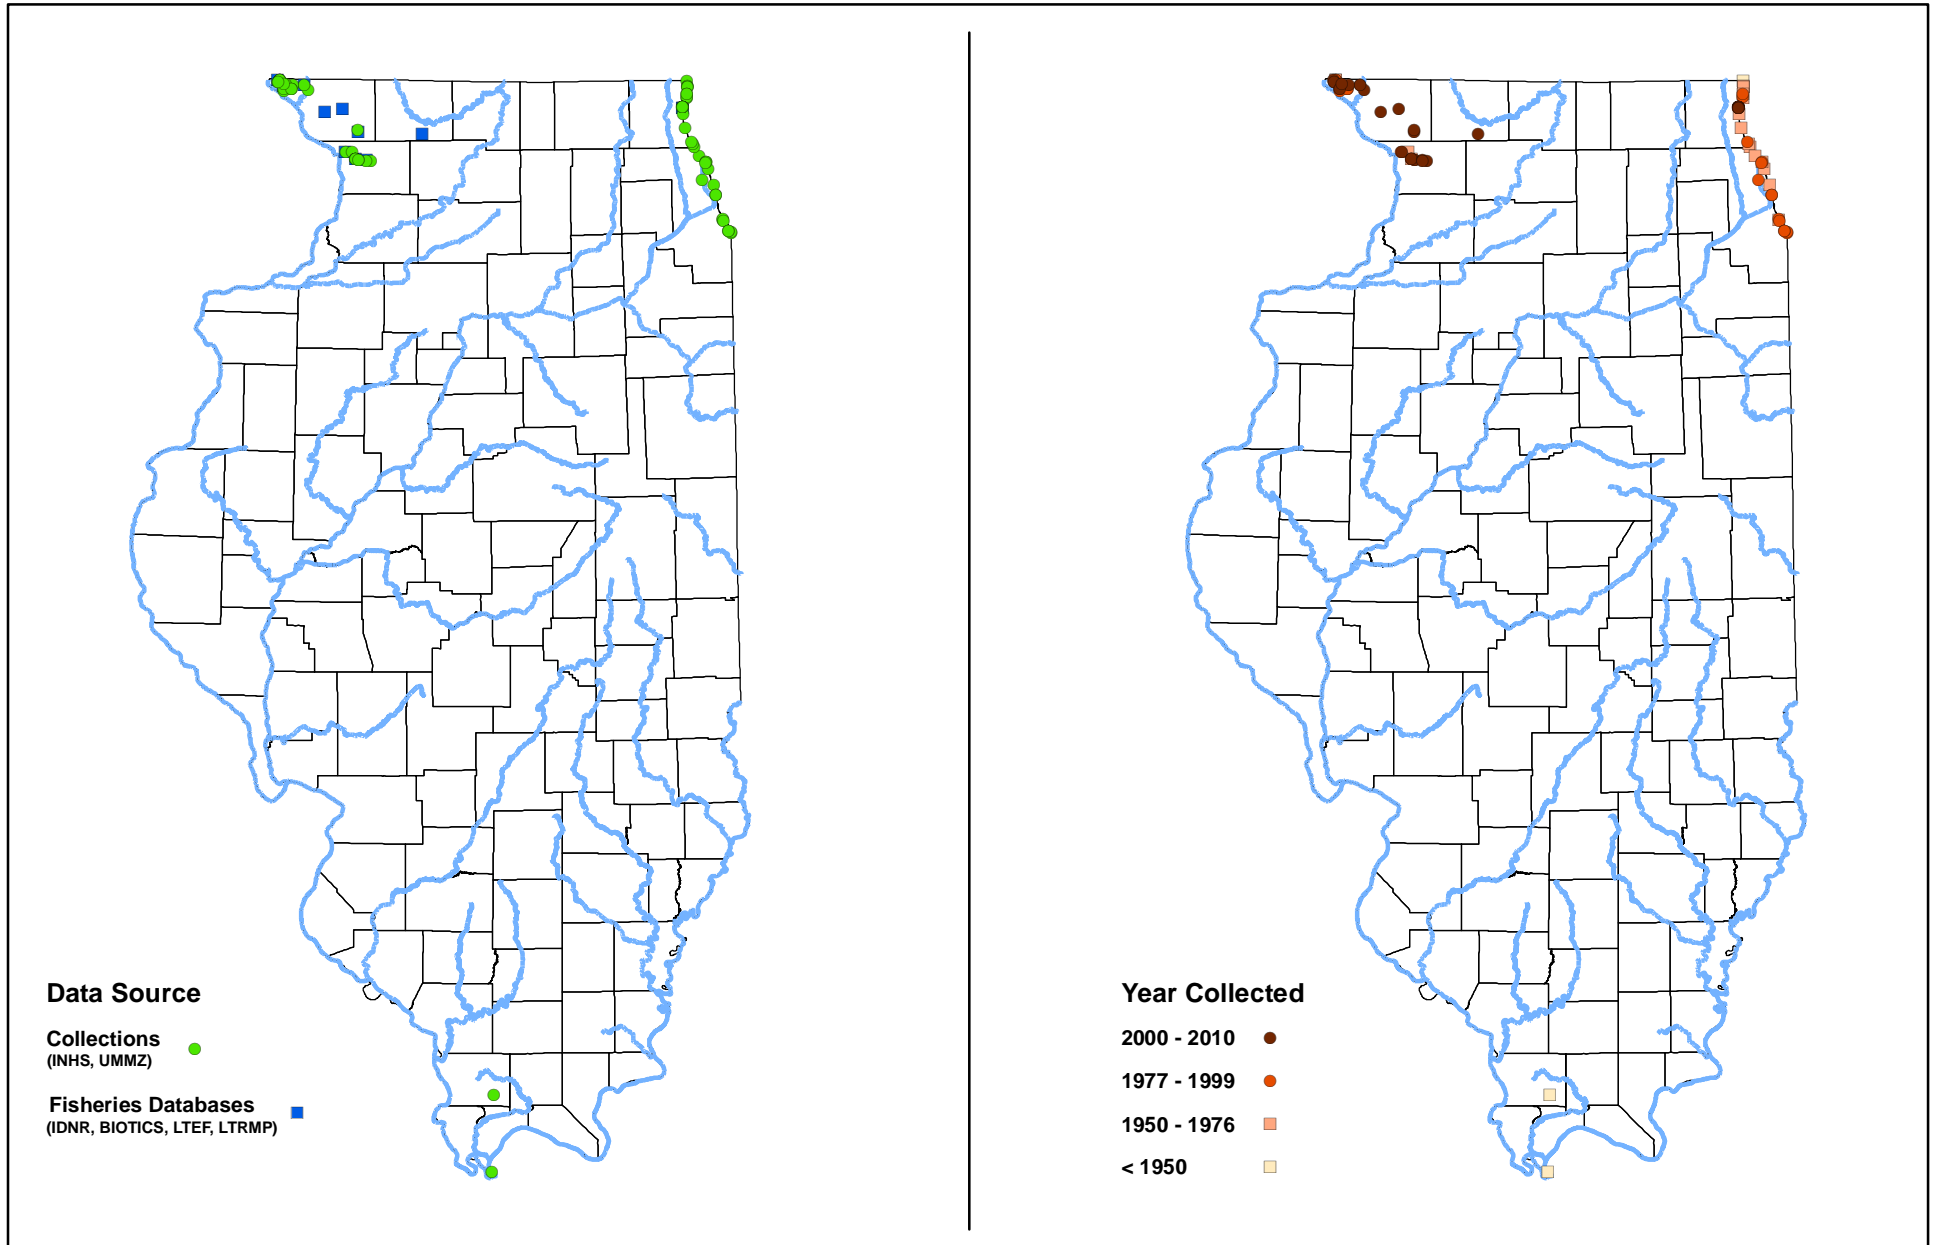 Data Source
Collections
(INHS, UMMZ)
Fisheries Databases
(IDNR, BIOTICS, LTEF, LTRMP)
Year Collected
2000 - 2010
1977 - 1999
1950 - 1976
< 1950